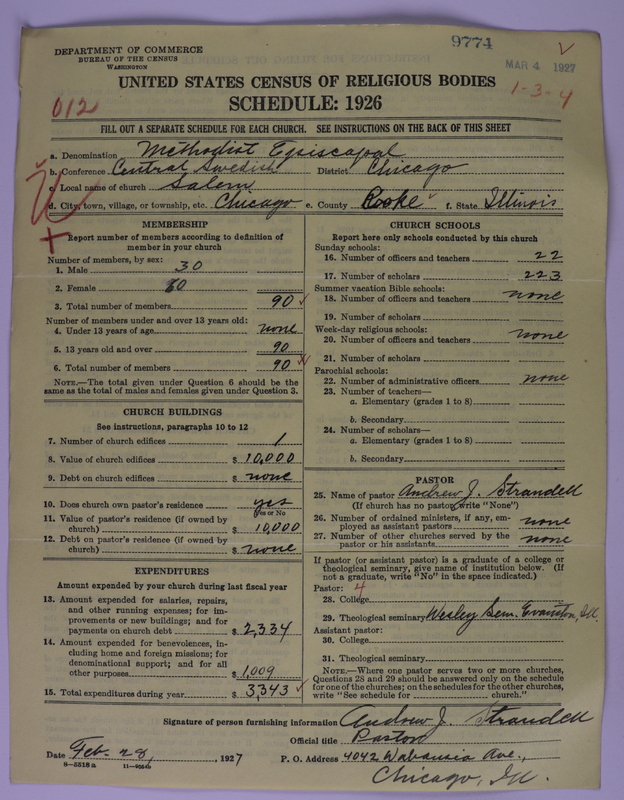 DEPARTMENT OF COMMERCE
BUREAU OF THE CENSUS
WASHINGTON
9774
MAR 4 1927
1-3-4
UNITED STATES CENSUS OF RELIGIOUS BODIES
SCHEDULE: 1926
012
FILL OUT A SEPARATE SCHEDULE FOR EACH CHURCH. SEE INSTRUCTIONS ON THE BACK OF THIS SHEET
a. Denomination Methodist Episcopal
b. Conference Central Swedish District Chicago
c. Local name of church Salem
d. City, town, village, or township, etc. Chicago e. County Cooke f. State Illinois
MEMBERSHIP
Report number of members according to definition of
member in your church
Number of members, by sex:
1. Male 30
2. Female 60
3. Total number of members 90
Number of members under and over 13 years old:
4. Under 13 years of age none
5. 13 years old and over 90
6. Total number of members 90
NOTE.—The total given under Question 6 should be the
same as the total of males and females given under Question 3.
CHURCH BUILDINGS
See instructions, paragraphs 10 to 12
7. Number of church edifices 1
8. Value of church edifices $ 10,000
9. Debt on church edifices $ none
10. Does church own pastor's residence yes
(Yes or No)
11. Value of pastor's residence (if owned by
church) $ 10,000
12. Debt on pastor's residence (if owned by
church) $ none
EXPENDITURES
Amount expended by your church during last fiscal year
13. Amount expended for salaries, repairs,
and other running expenses; for im-
provements or new buildings; and for
payments on church debt $ 2,334
14. Amount expended for benevolences, in-
cluding home and foreign missions; for
denominational support; and for all
other purposes $ 1,009
15. Total expenditures during year $ 3,343
CHURCH SCHOOLS
Report here only schools conducted by this church
Sunday schools:
16. Number of officers and teachers 22
17. Number of scholars 223
Summer vacation Bible schools:
18. Number of officers and teachers none
19. Number of scholars
Week-day religious schools:
20. Number of officers and teachers none
21. Number of scholars
Parochial schools:
22. Number of administrative officers none
23. Number of teachers—
a. Elementary (grades 1 to 8)
b. Secondary
24. Number of scholars—
a. Elementary (grades 1 to 8)
b. Secondary
PASTOR
25. Name of pastor Andrew J. Strandell
(If church has no pastor write "None")
26. Number of ordained ministers, if any, em-
ployed as assistant pastors none
27. Number of other churches served by the
pastor or his assistants none
If pastor (or assistant pastor) is a graduate of a college or
theological seminary, give name of institution below. (If
not a graduate, write "No" in the space indicated.)
Pastor: 4
28. College
29. Theological seminary Wesley Sem. Evanston, Ill.
Assistant pastor:
30. College
31. Theological seminary
NOTE.—Where one pastor serves two or more churches,
Questions 28 and 29 should be answered only on the schedule
for one of the churches; on the schedules for the other churches,
write "See schedule for church."
Signature of person furnishing information Andrew J. Strandell
Official title Pastor
Date Feb. 28, 1927 P. O. Address 4042 Wabansia Ave.,
8-5518a
Chicago, Ill.